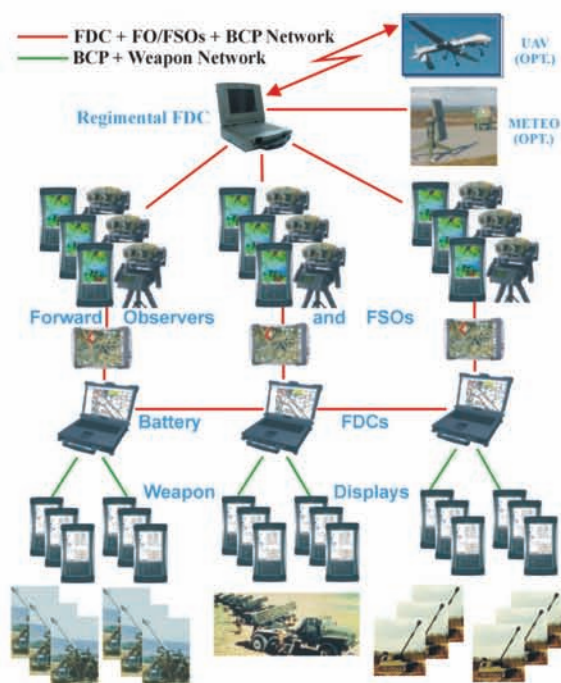 FDC + FO/FSOs + BCP Network
BCP + Weapon Network
UAV
(OPT.)
Regimental FDC
METEO
(OPT.)
Forward Observers and FSOs
Battery FDCs
Weapon Displays